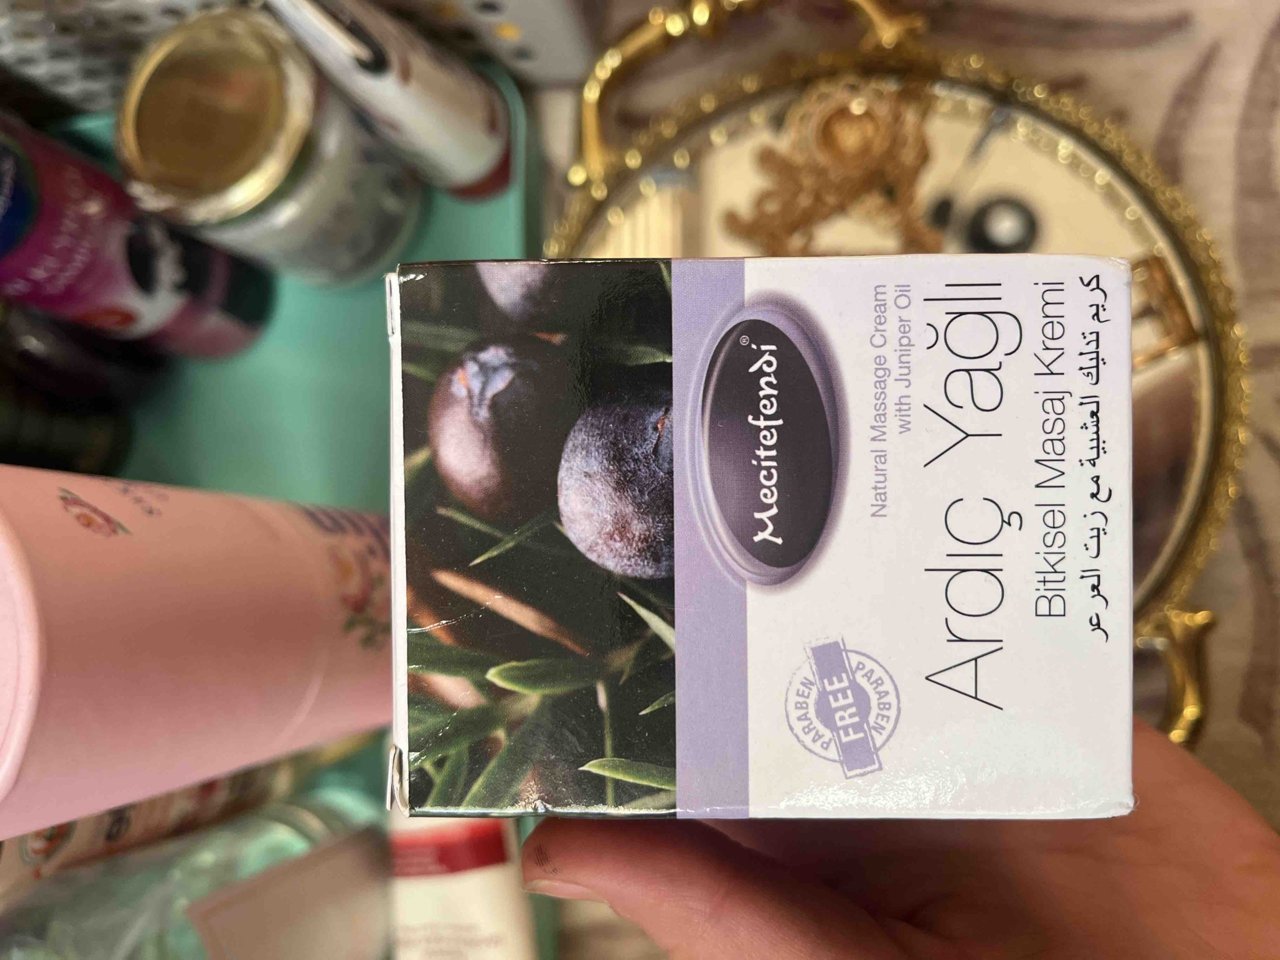 Mecitefendi®
Natural Massage Cream
with Juniper Oil
Ardıç Yağlı
Bitkisel Masaj Kremi
كريم تدليك العشبية مع زيت العرعر
PARABEN
FREE
PARABEN